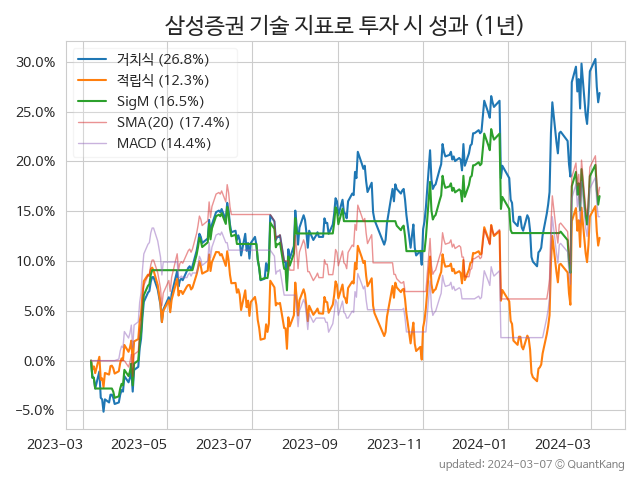 삼성증권 기술 지표로 투자 시 성과 (1년)
거치식 (26.8%)
적립식 (12.3%)
SigM (16.5%)
SMA(20) (17.4%)
MACD (14.4%)
30.0%
25.0%
20.0%
15.0%
10.0%
5.0%
0.0%
−5.0%
2023−03 2023−05 2023−07 2023−09 2023−11 2024−01 2024−03
updated: 2024-03-07 © QuantKang